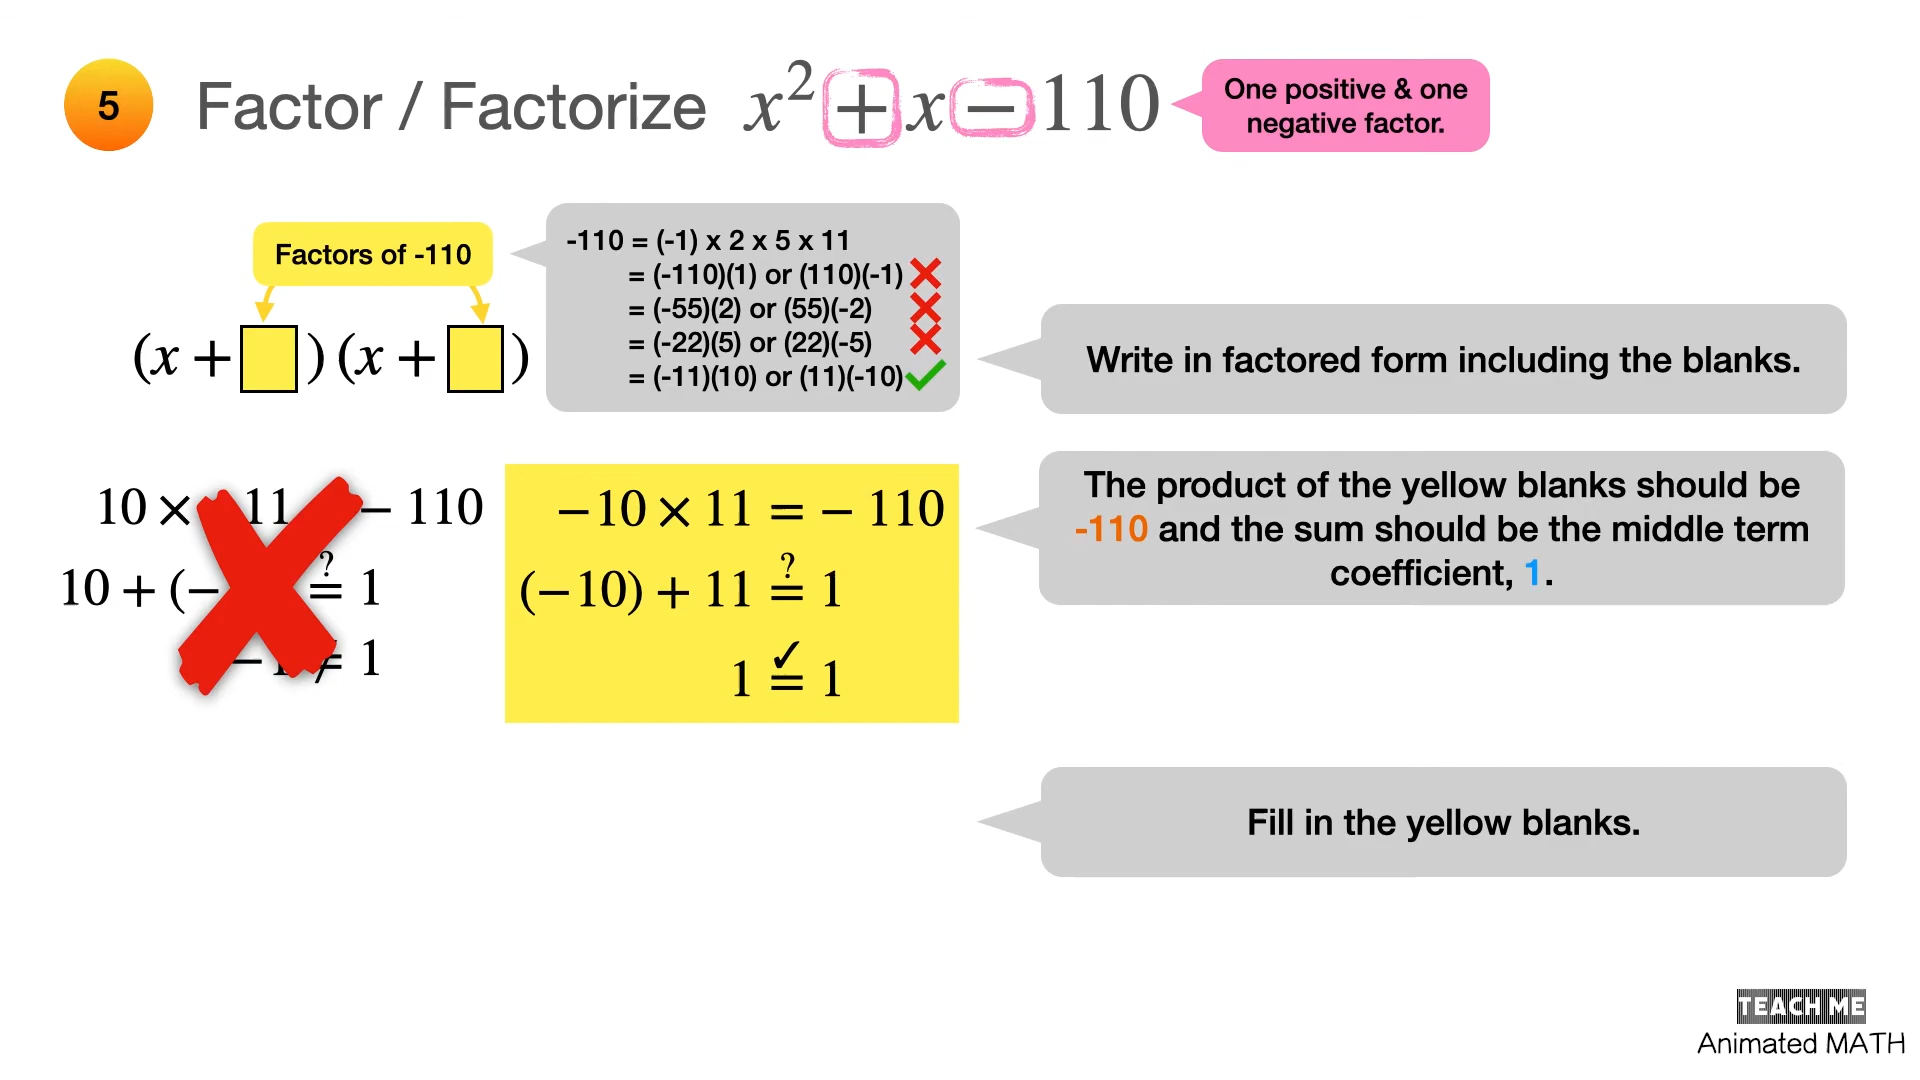 5
Factor / Factorize x² + x − 110
One positive & one
negative factor.
Factors of -110
-110 = (-1) x 2 x 5 x 11
= (-110)(1) or (110)(-1)
= (-55)(2) or (55)(-2)
= (-22)(5) or (22)(-5)
= (-11)(10) or (11)(-10)
(x + ) (x + )
Write in factored form including the blanks.
10 × 11 − 110
10 + (− ≟ 1
− 1 ≠ 1
−10 × 11 = − 110
(−10) + 11 ≟ 1
1 = 1
The product of the yellow blanks should be
-110 and the sum should be the middle term
coefficient, 1.
Fill in the yellow blanks.
TEACH ME
Animated MATH